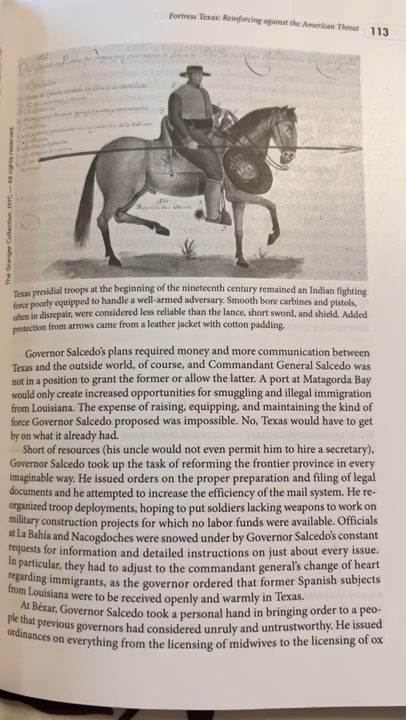 Fortress Texas: Reinforcing against the American Threat 113
The Granger Collection, NYC — All rights reserved.
Texas presidial troops at the beginning of the nineteenth century remained an Indian fighting
force poorly equipped to handle a well-armed adversary. Smooth bore carbines and pistols,
often in disrepair, were considered less reliable than the lance, short sword, and shield. Added
protection from arrows came from a leather jacket with cotton padding.
Governor Salcedo's plans required money and more communication between
Texas and the outside world, of course, and Commandant General Salcedo was
not in a position to grant the former or allow the latter. A port at Matagorda Bay
would only create increased opportunities for smuggling and illegal immigration
from Louisiana. The expense of raising, equipping, and maintaining the kind of
force Governor Salcedo proposed was impossible. No, Texas would have to get
by on what it already had.
Short of resources (his uncle would not even permit him to hire a secretary),
Governor Salcedo took up the task of reforming the frontier province in every
imaginable way. He issued orders on the proper preparation and filing of legal
documents and he attempted to increase the efficiency of the mail system. He re-
organized troop deployments, hoping to put soldiers lacking weapons to work on
military construction projects for which no labor funds were available. Officials
at La Bahía and Nacogdoches were snowed under by Governor Salcedo's constant
requests for information and detailed instructions on just about every issue.
In particular, they had to adjust to the commandant general's change of heart
regarding immigrants, as the governor ordered that former Spanish subjects
from Louisiana were to be received openly and warmly in Texas.
At Béxar, Governor Salcedo took a personal hand in bringing order to a peo-
ple that previous governors had considered unruly and untrustworthy. He issued
ordinances on everything from the licensing of midwives to the licensing of ox